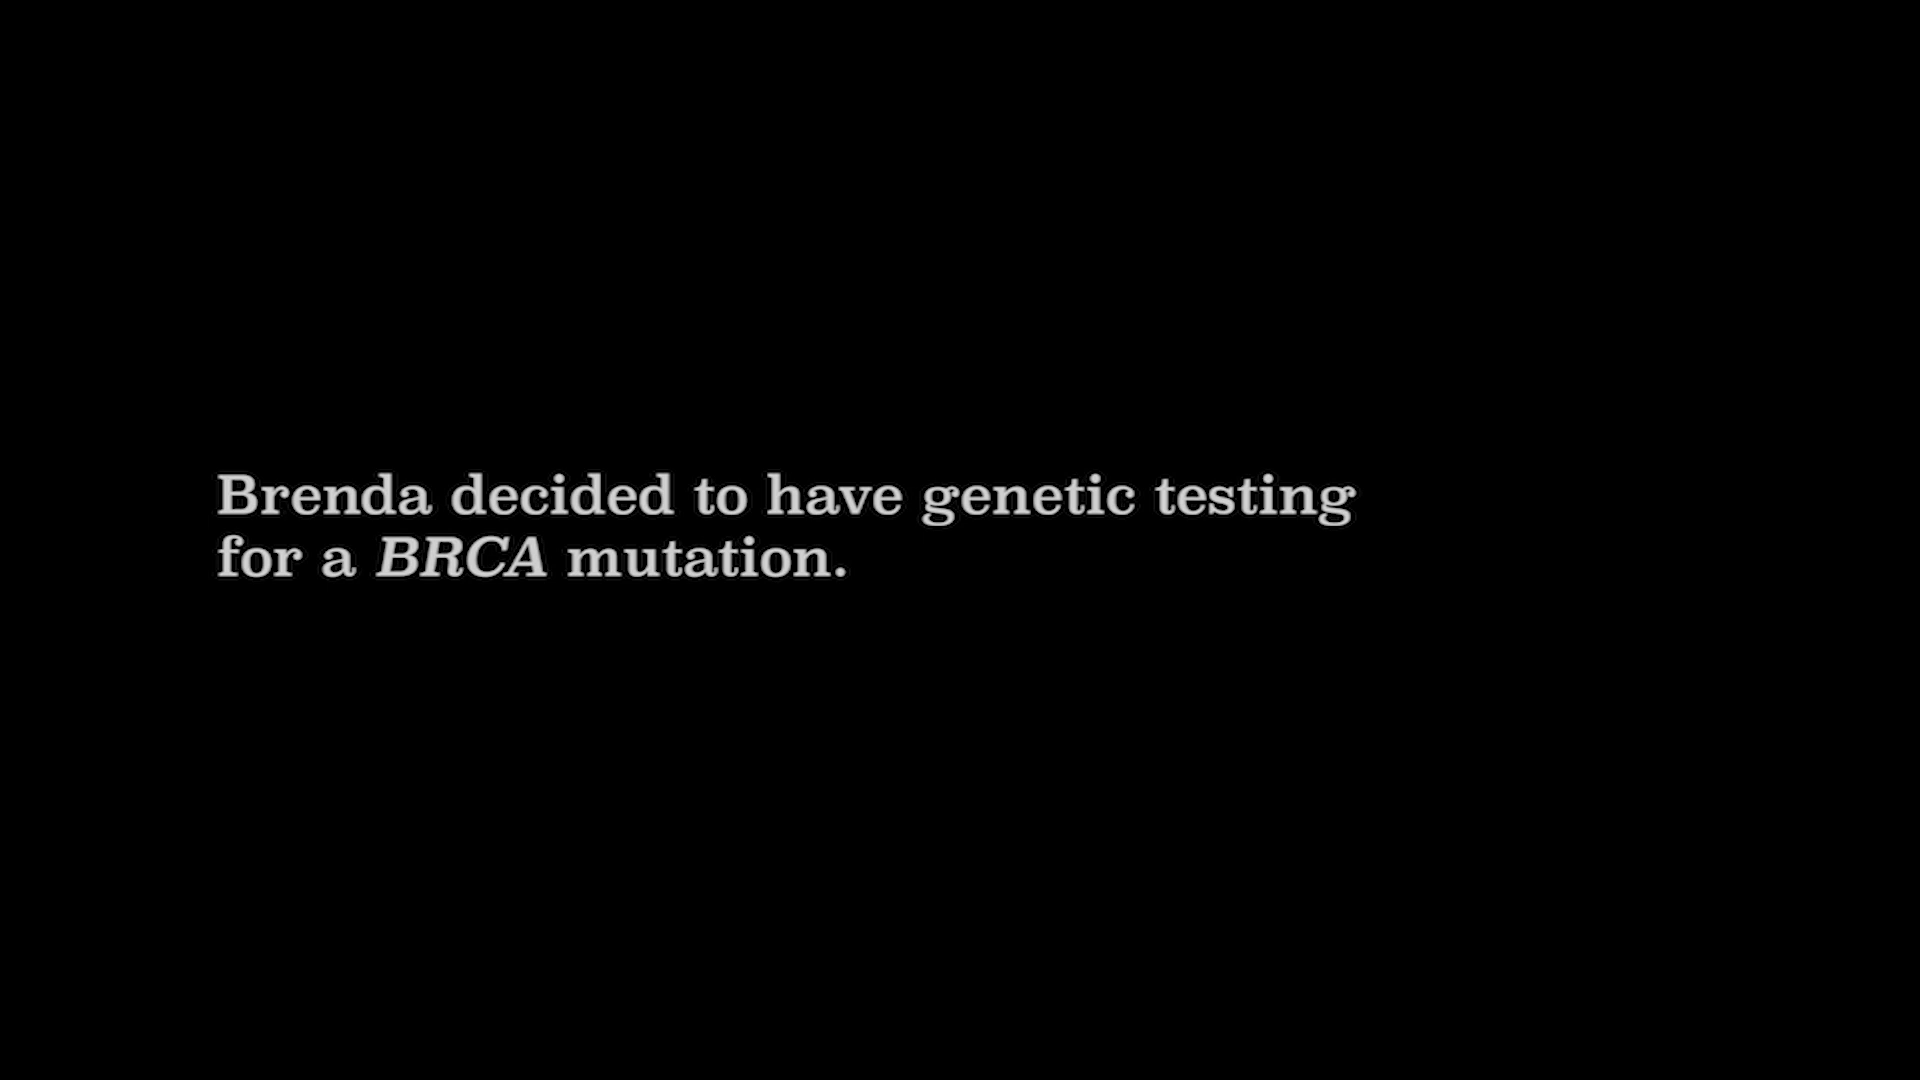 Brenda decided to have genetic testing
for a BRCA mutation.